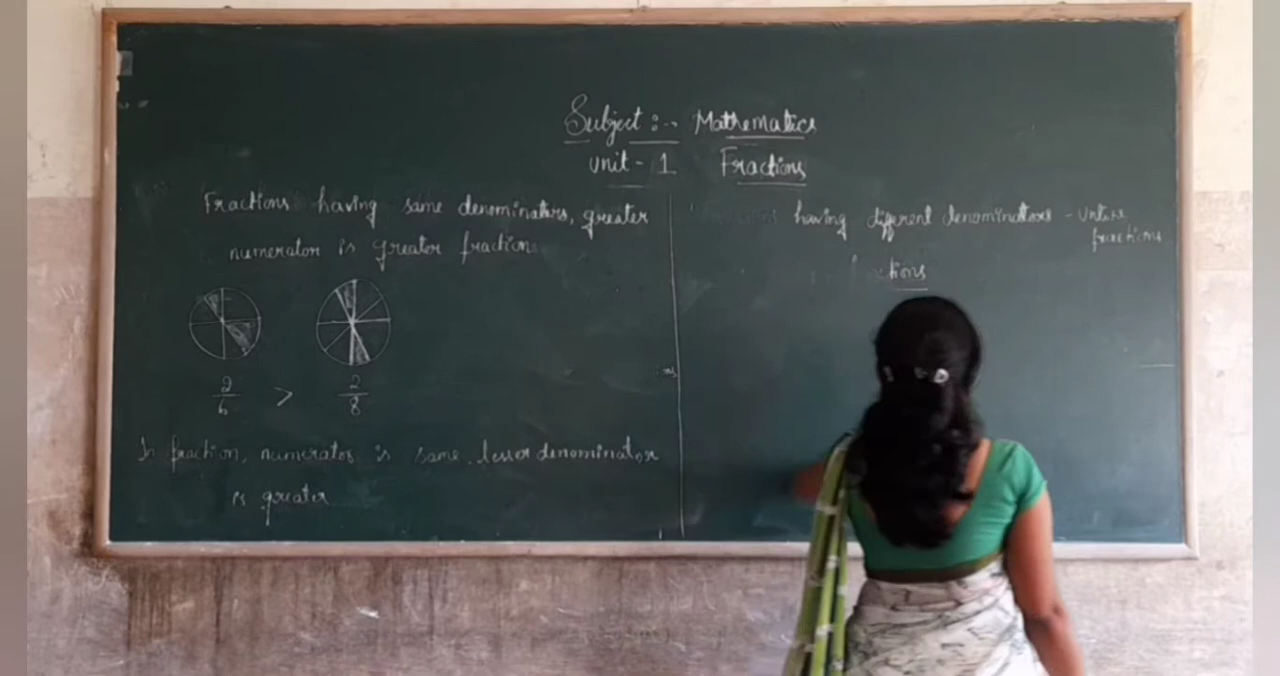 Subject :- Mathematics
Unit - 1 Fractions
Fractions having same denominators, greater
numerator is greater fraction.
2/6 > 2/8
In fraction, numerator is same, lesser denominator
is greater
having different denominators - Unlike
fractions